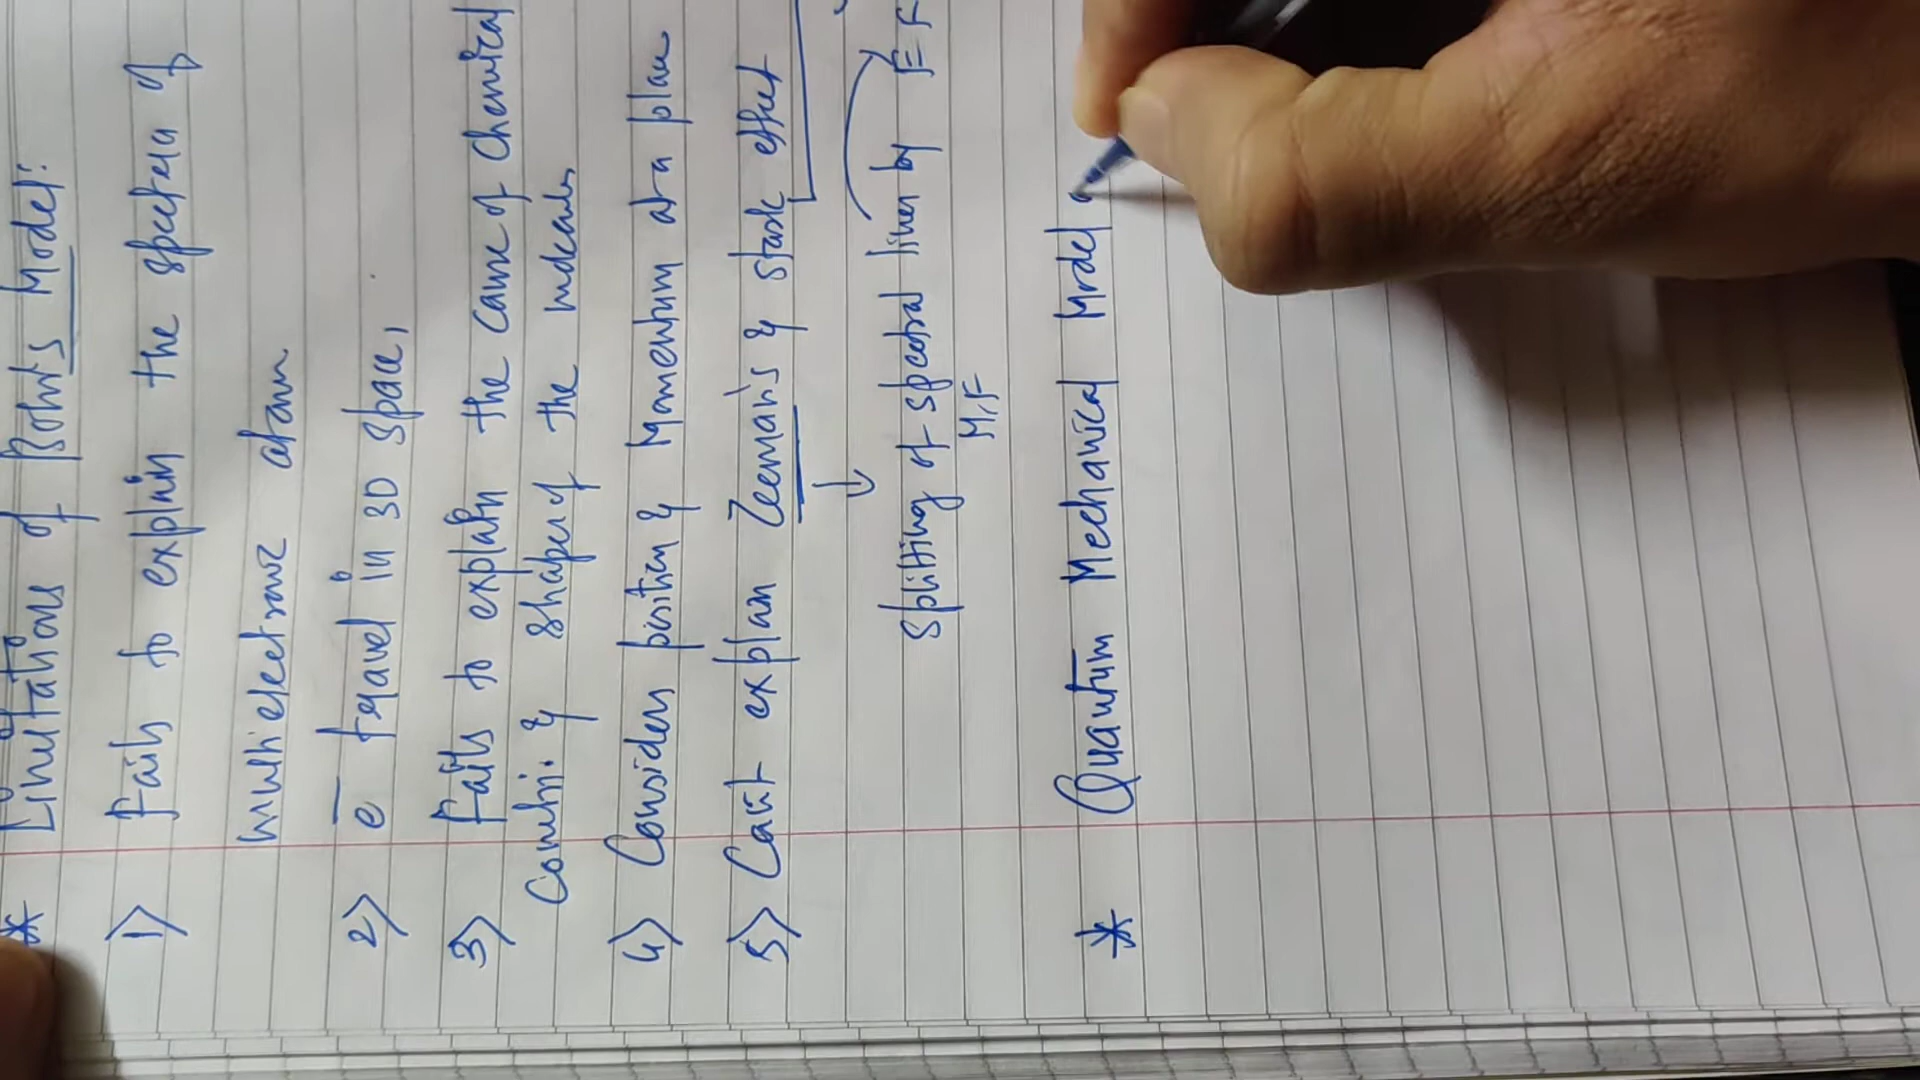 * Limitations of Bohr's Model:
1) Fails to explain the spectra of
multielectronic atom
2) e⁻ travel in 3D space,
3) Fails to explain the cause of chemical
combi. & shapes of the molecules
4) Considers position & Momentum at a place
5) Can't explain Zeeman's & stark effect
↓
Splitting of spectral lines by E F
M.F
* Quantum Mechanical Model